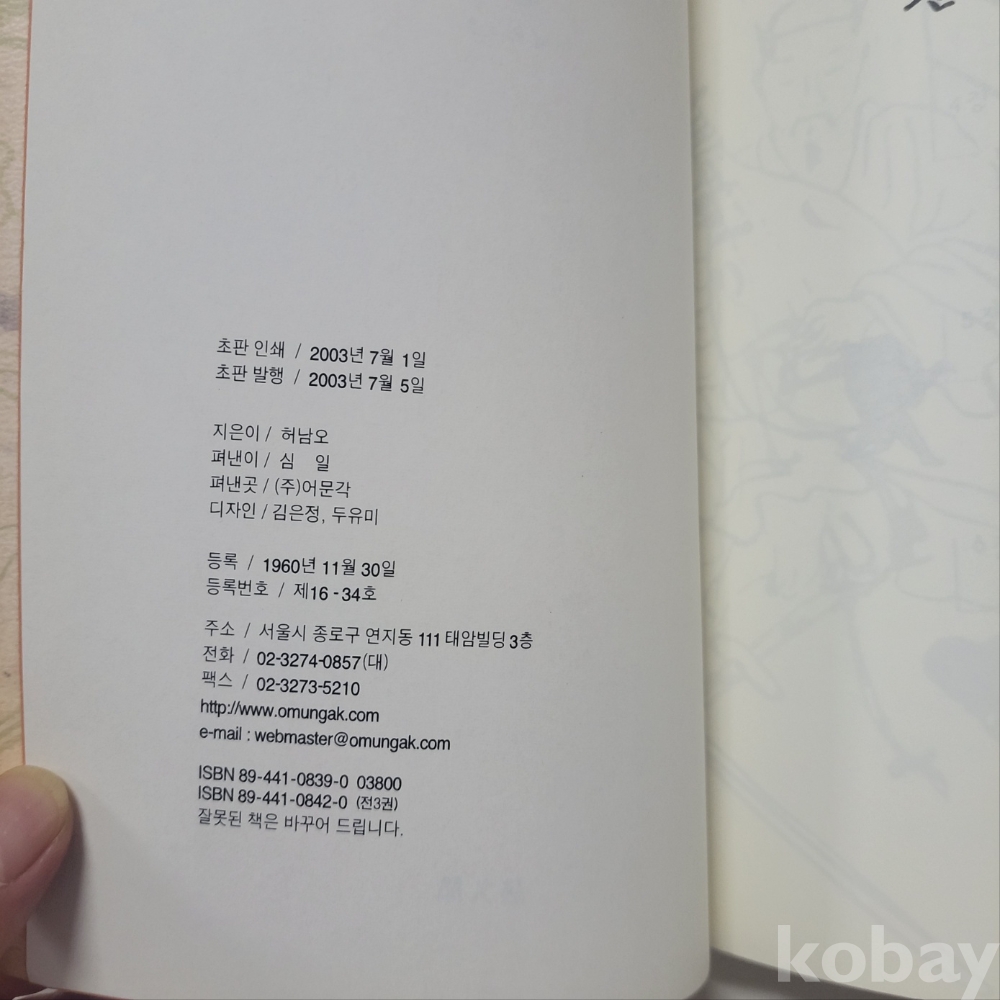 초판 인쇄 / 2003년 7월 1일
초판 발행 / 2003년 7월 5일
지은이 / 허남오
펴낸이 / 심 일
펴낸곳 / (주)어문각
디자인 / 김은정, 두유미
등록 / 1960년 11월 30일
등록번호 / 제16-34호
주소 / 서울시 종로구 연지동 111 태암빌딩 3층
전화 / 02-3274-0857(대)
팩스 / 02-3273-5210
http://www.omungak.com
e-mail : webmaster@omungak.com
ISBN 89-441-0839-0 03800
ISBN 89-441-0842-0 (전3권)
잘못된 책은 바꾸어 드립니다.
kobay